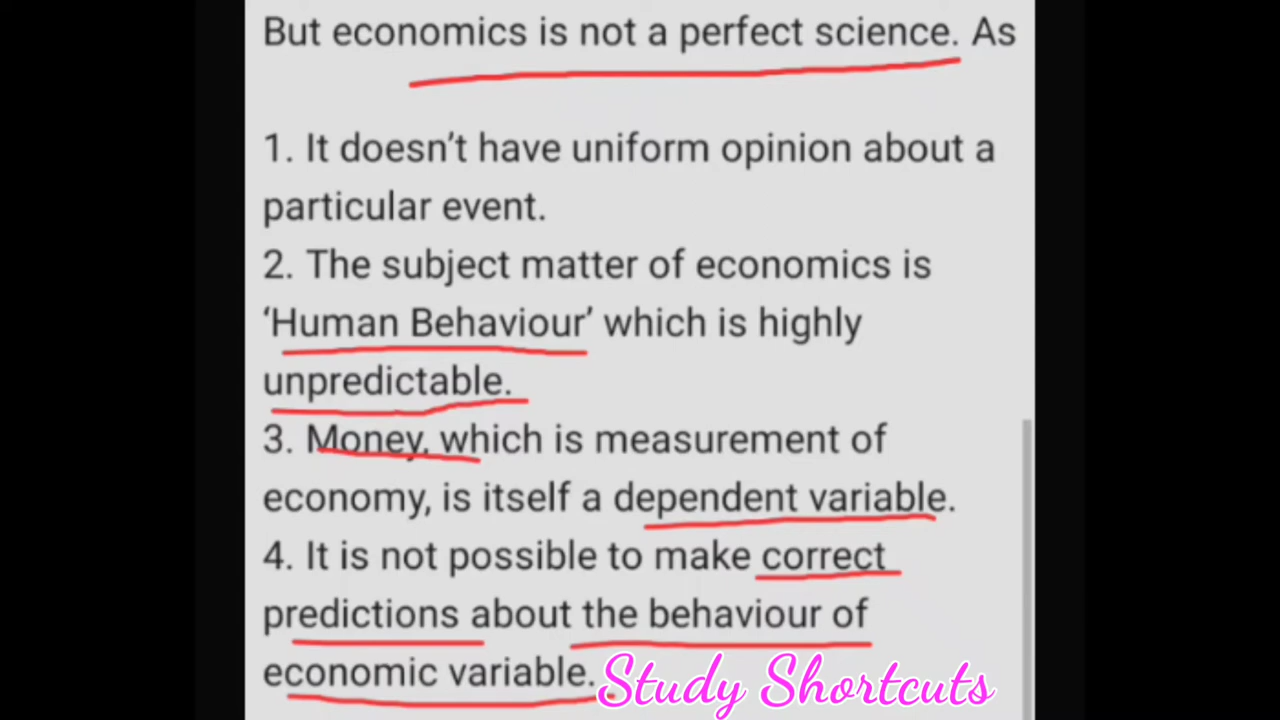 But economics is not a perfect science. As
1. It doesn’t have uniform opinion about a
particular event.
2. The subject matter of economics is
‘Human Behaviour’ which is highly
unpredictable.
3. Money, which is measurement of
economy, is itself a dependent variable.
4. It is not possible to make correct
predictions about the behaviour of
economic variable.
Study Shortcuts